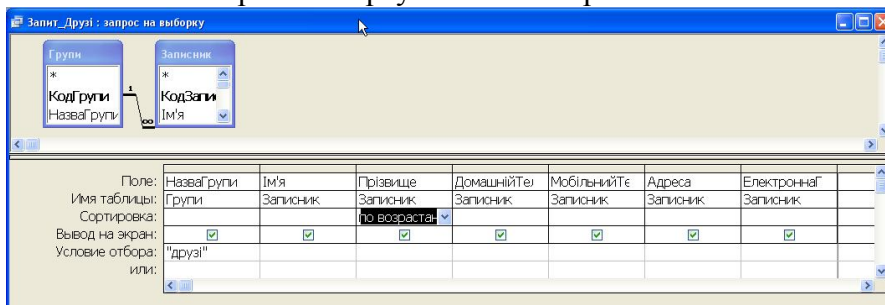 Запит_Друзі : запрос на выборку
Групи
*
КодГрупи
НазваГрупи
Записник
*
КодЗапи
Ім'я
1
∞
Поле: НазваГрупи Ім'я Прізвище ДомашнійТел МобільнийТе Адреса ЕлектроннаГ
Имя таблицы: Групи Записник Записник Записник Записник Записник Записник
Сортировка: по возрастан
Вывод на экран:
Условие отбора: "друзі"
или: